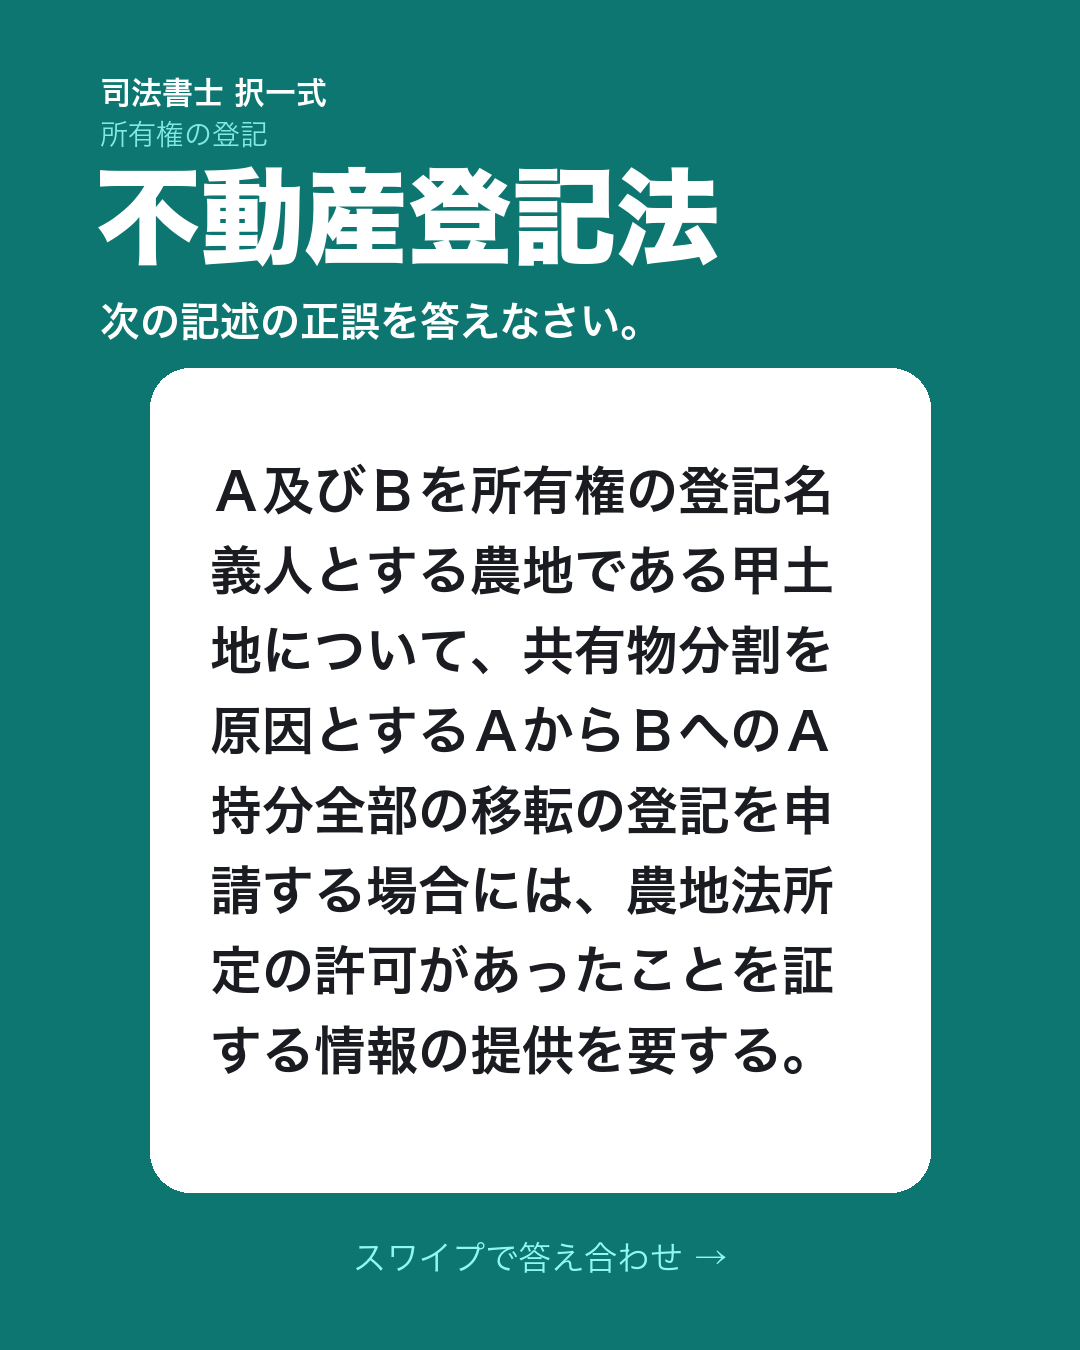 司法書士 択一式
所有権の登記
不動産登記法
次の記述の正誤を答えなさい。
Ａ及びＢを所有権の登記名
義人とする農地である甲土
地について、共有物分割を
原因とするＡからＢへのＡ
持分全部の移転の登記を申
請する場合には、農地法所
定の許可があったことを証
する情報の提供を要する。
スワイプで答え合わせ →